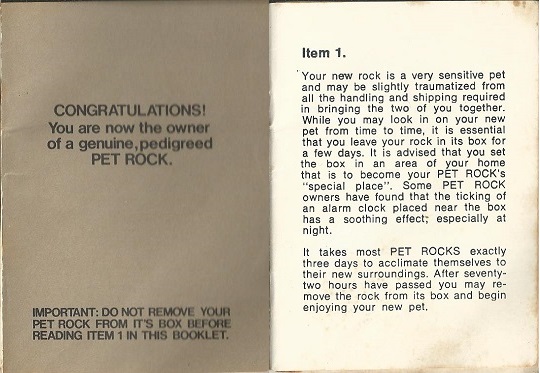 CONGRATULATIONS!
You are now the owner
of a genuine, pedigreed
PET ROCK.
IMPORTANT: DO NOT REMOVE YOUR
PET ROCK FROM IT'S BOX BEFORE
READING ITEM 1 IN THIS BOOKLET.
Item 1.
Your new rock is a very sensitive pet
and may be slightly traumatized from
all the handling and shipping required
in bringing the two of you together.
While you may look in on your new
pet from time to time, it is essential
that you leave your rock in its box for
a few days. It is advised that you set
the box in an area of your home
that is to become your PET ROCK's
"special place". Some PET ROCK
owners have found that the ticking of
an alarm clock placed near the box
has a soothing effect; especially at
night.
It takes most PET ROCKS exactly
three days to acclimate themselves to
their new surroundings. After seventy-
two hours have passed you may re-
move the rock from its box and begin
enjoying your new pet.